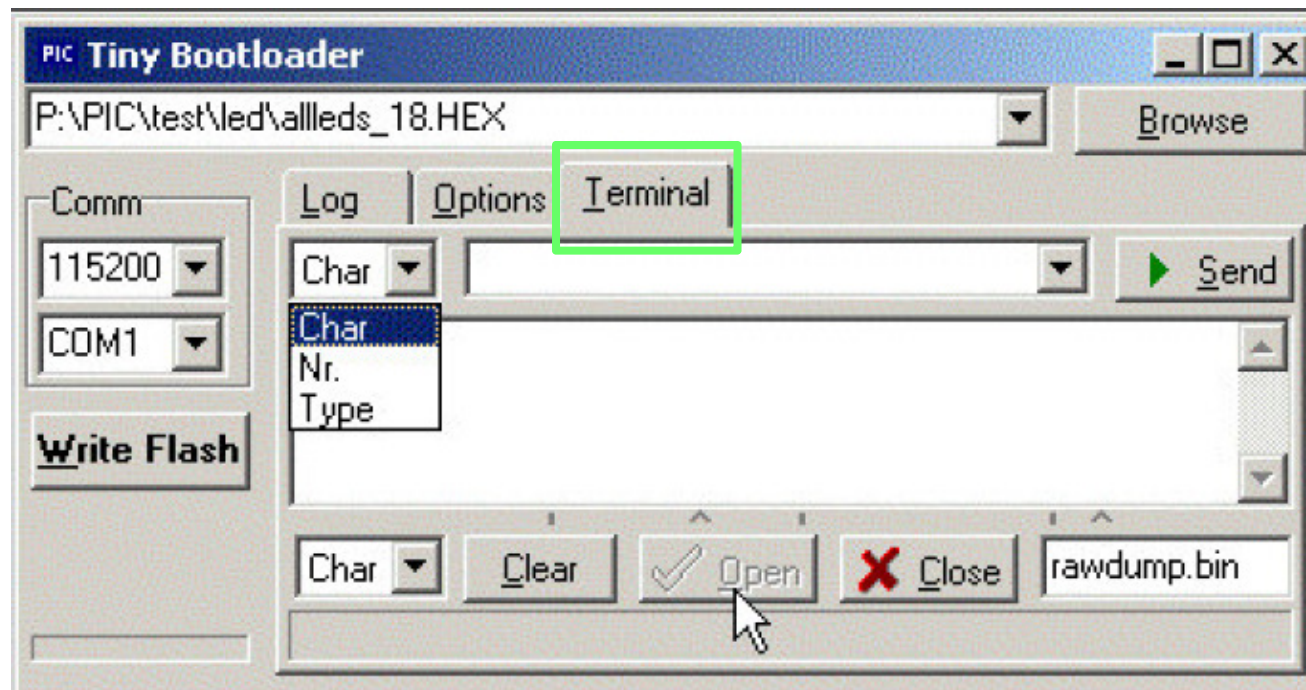 PIC Tiny Bootloader
P:\PIC\test\led\allleds_18.HEX
Browse
Comm
115200
COM1
Write Flash
Log
Options
Terminal
Char
Send
Char
Nr.
Type
Char
Clear
Open
Close
rawdump.bin